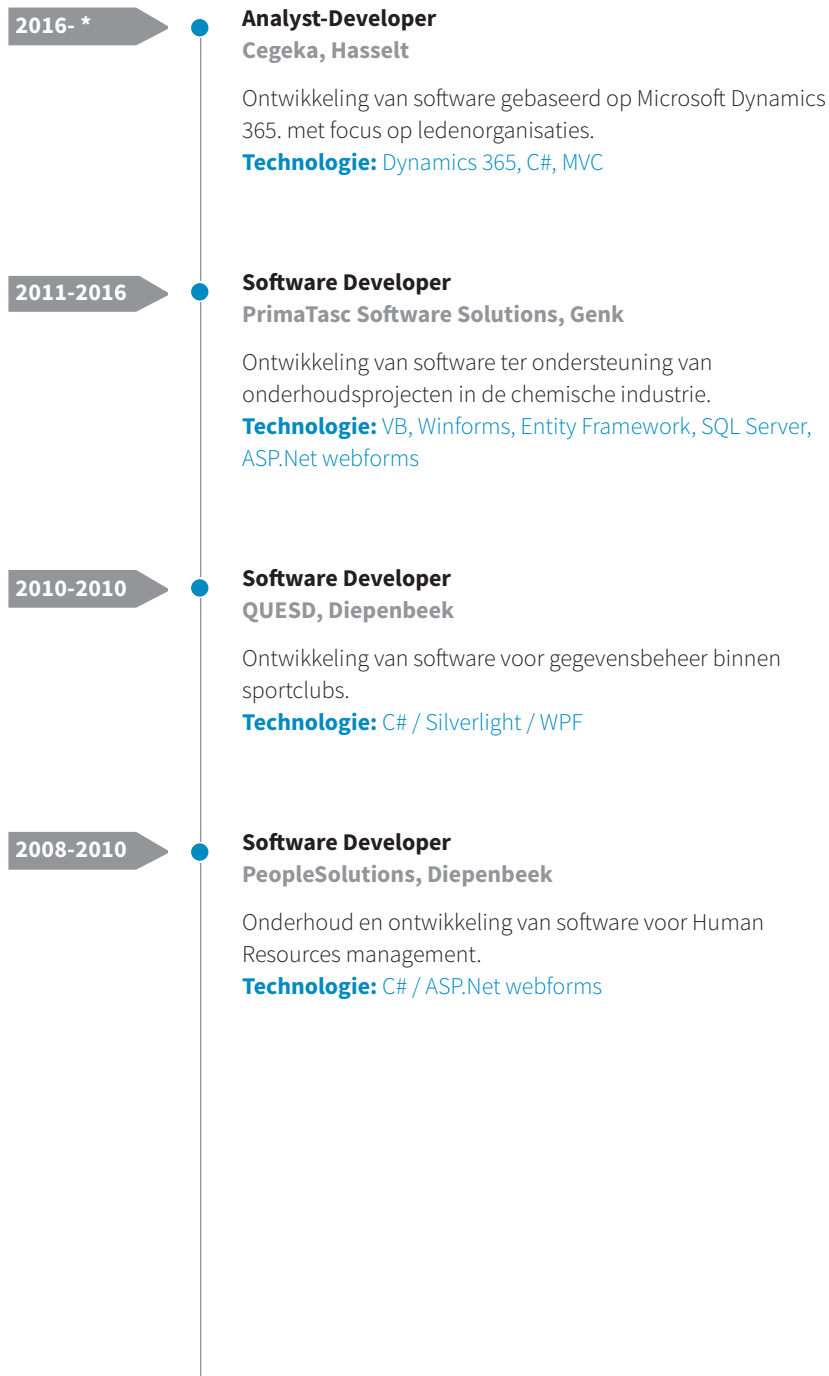 2016- *
Analyst-Developer
Cegeka, Hasselt
Ontwikkeling van software gebaseerd op Microsoft Dynamics
365. met focus op ledenorganisaties.
Technologie: Dynamics 365, C#, MVC
2011-2016
Software Developer
PrimaTasc Software Solutions, Genk
Ontwikkeling van software ter ondersteuning van
onderhoudsprojecten in de chemische industrie.
Technologie: VB, Winforms, Entity Framework, SQL Server,
ASP.Net webforms
2010-2010
Software Developer
QUESD, Diepenbeek
Ontwikkeling van software voor gegevensbeheer binnen
sportclubs.
Technologie: C# / Silverlight / WPF
2008-2010
Software Developer
PeopleSolutions, Diepenbeek
Onderhoud en ontwikkeling van software voor Human
Resources management.
Technologie: C# / ASP.Net webforms